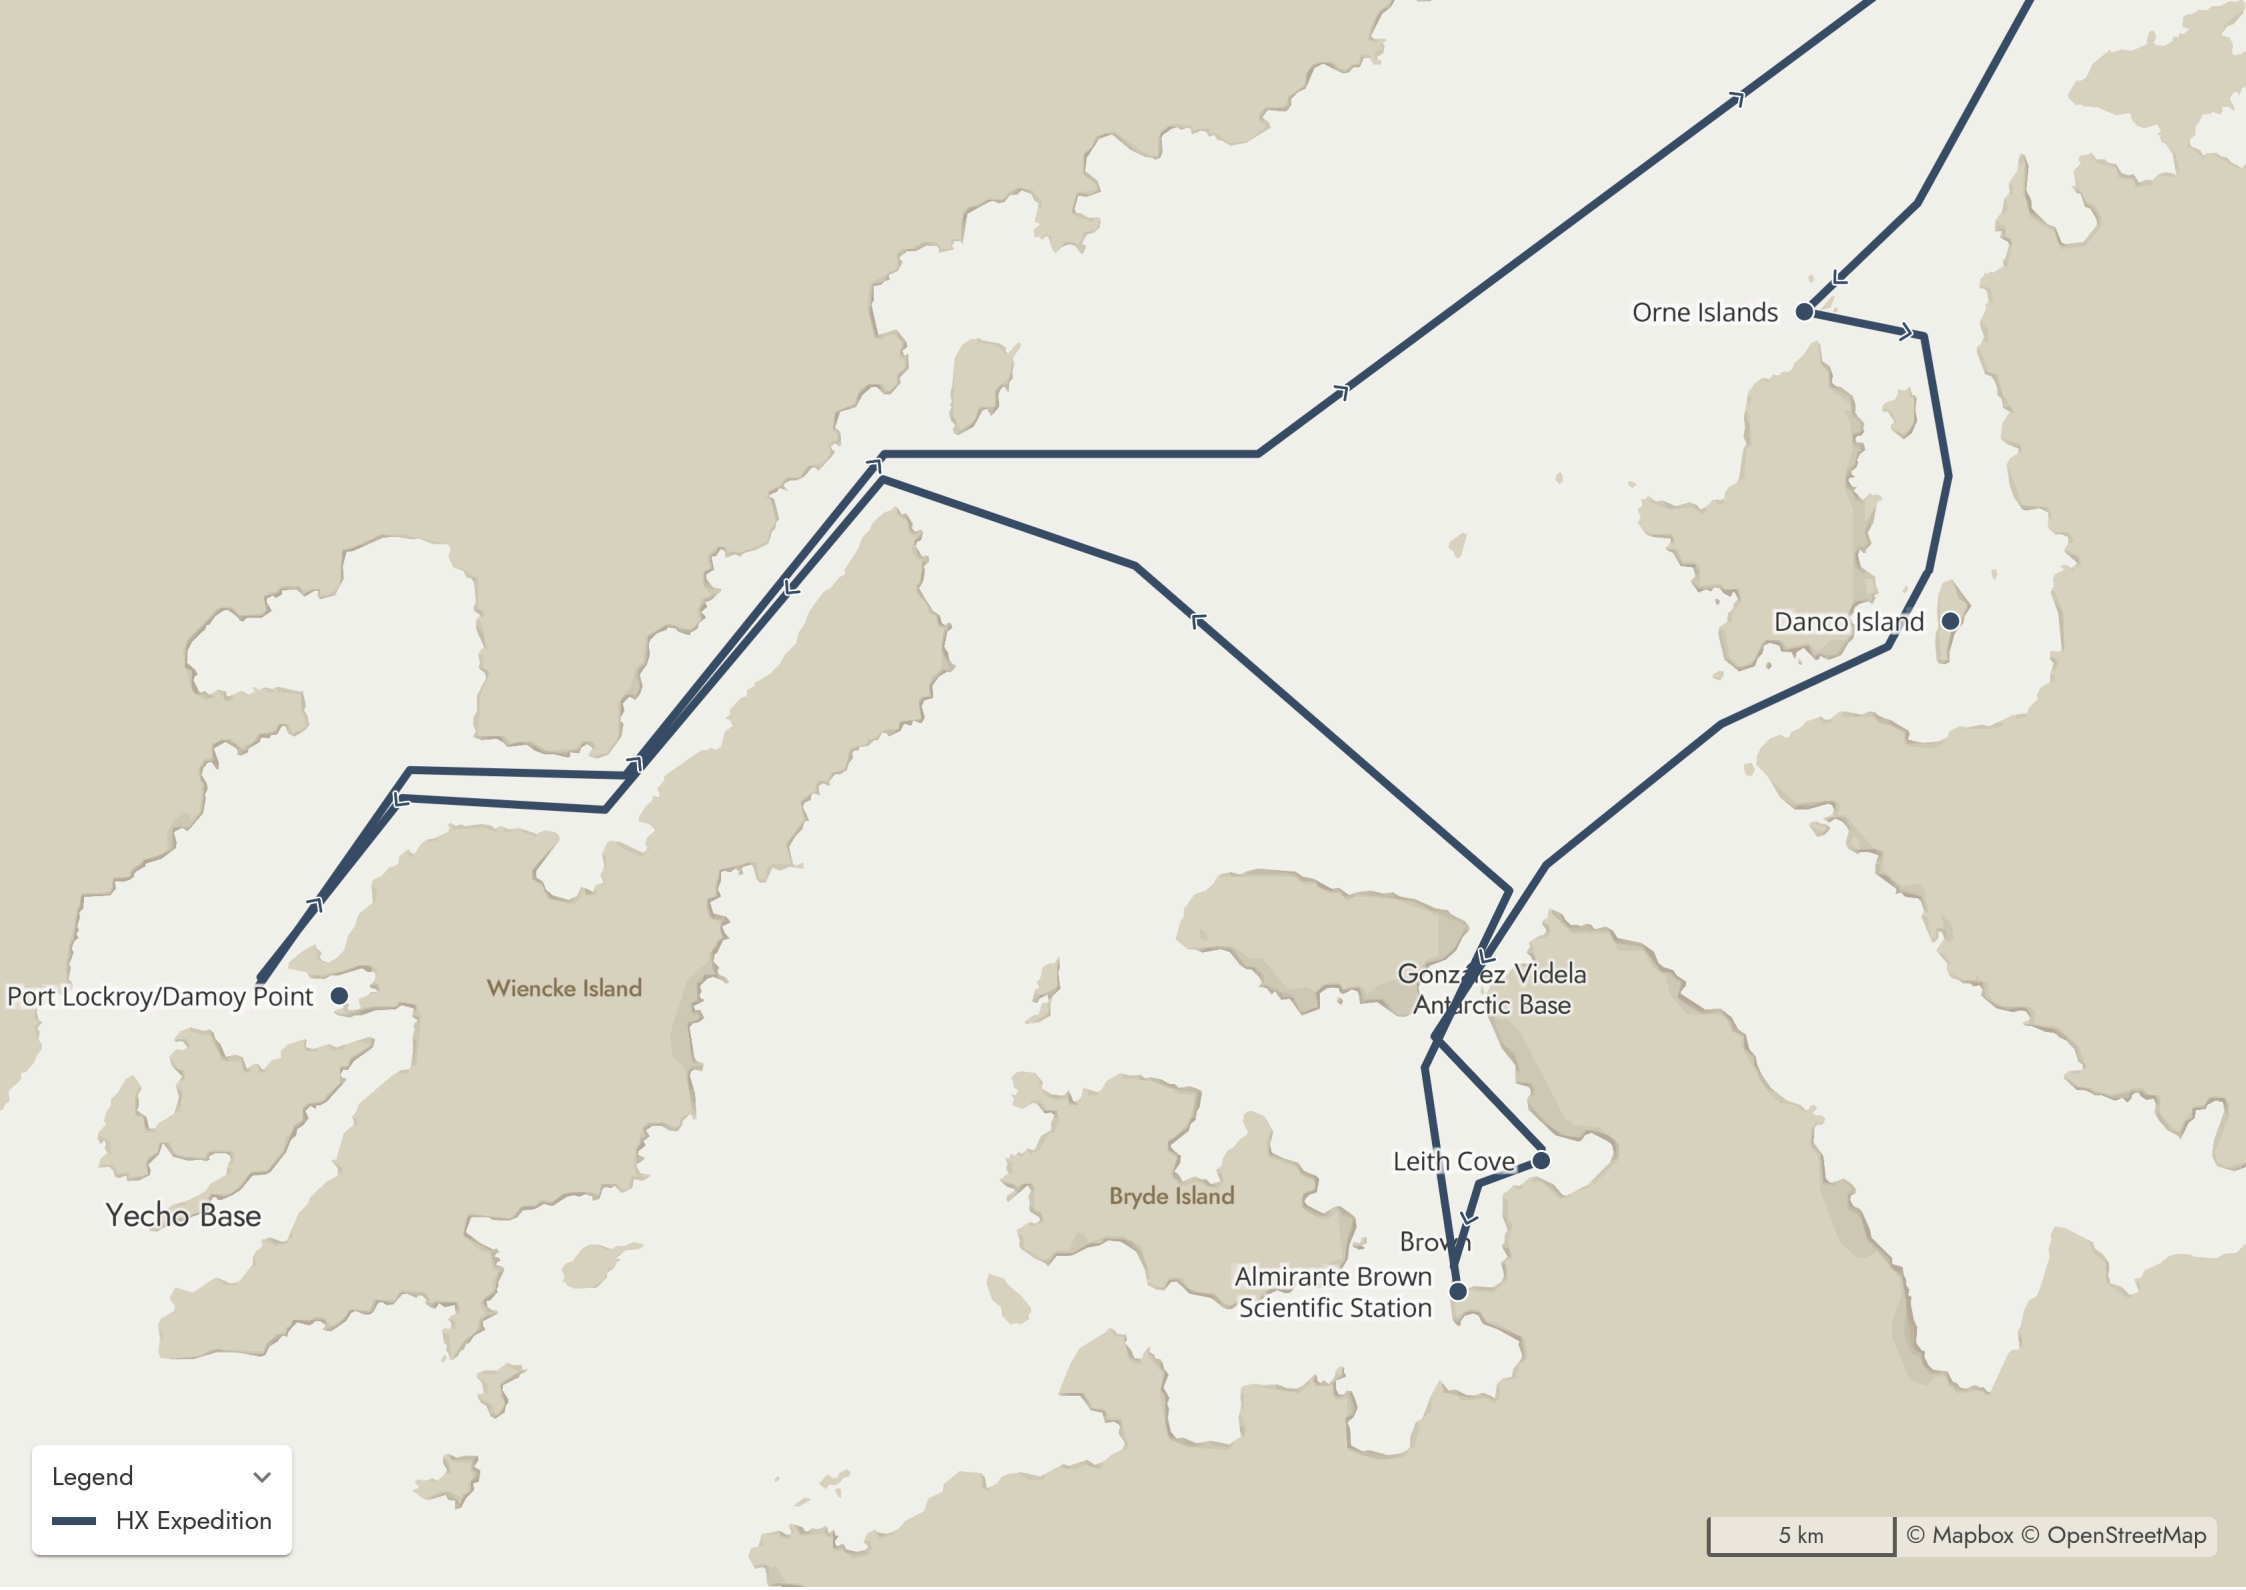 Orne Islands
Danco Island
González Videla
Antarctic Base
Port Lockroy/Damoy Point
Wiencke Island
Leith Cove
Bryde Island
Yecho Base
Brown
Almirante Brown
Scientific Station
Legend
HX Expedition
5 km
© Mapbox © OpenStreetMap